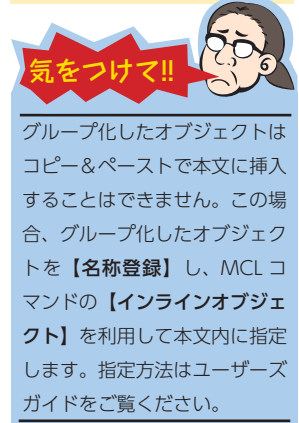 気をつけて!!
グループ化したオブジェクトは
コピー＆ペーストで本文に挿入
することはできません。この場
合、グループ化したオブジェク
トを【名称登録】し、MCL コ
マンドの【インラインオブジェ
クト】を利用して本文内に指定
します。指定方法はユーザーズ
ガイドをご覧ください。